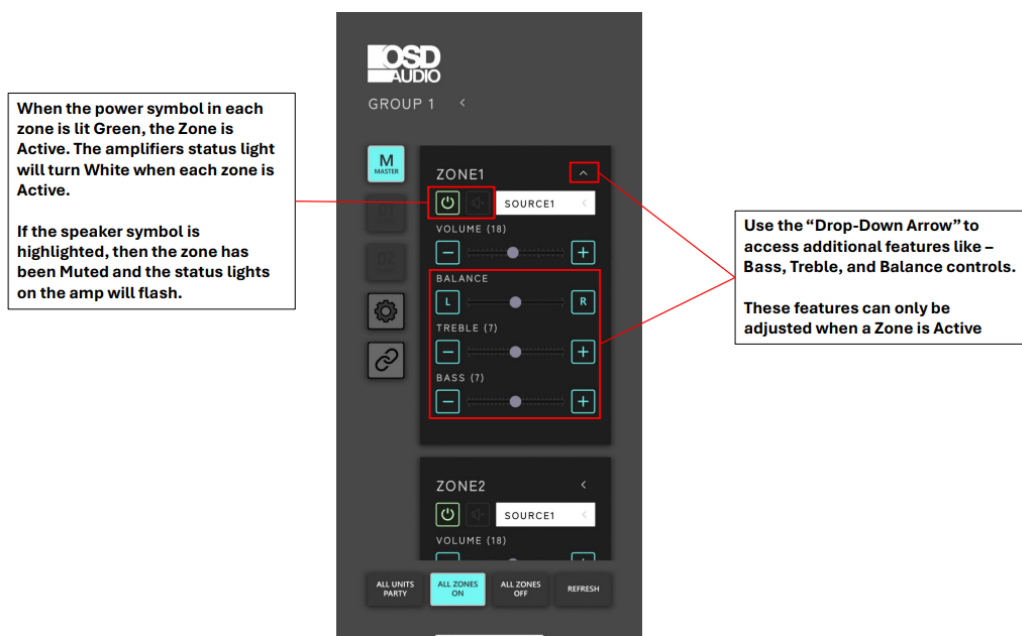 OSD
AUDIO
GROUP 1 <
When the power symbol in each
zone is lit Green, the Zone is
Active. The amplifiers status light
will turn White when each zone is
Active.
If the speaker symbol is
highlighted, then the zone has
been Muted and the status lights
on the amp will flash.
M
MASTER
02
ZONE1
SOURCE1
VOLUME (18)
BALANCE
L
R
TREBLE (7)
BASS (7)
Use the “Drop-Down Arrow” to
access additional features like –
Bass, Treble, and Balance controls.
These features can only be
adjusted when a Zone is Active
ZONE2
SOURCE1
VOLUME (18)
ALL UNITS
PARTY
ALL ZONES
ON
ALL ZONES
OFF
REFRESH